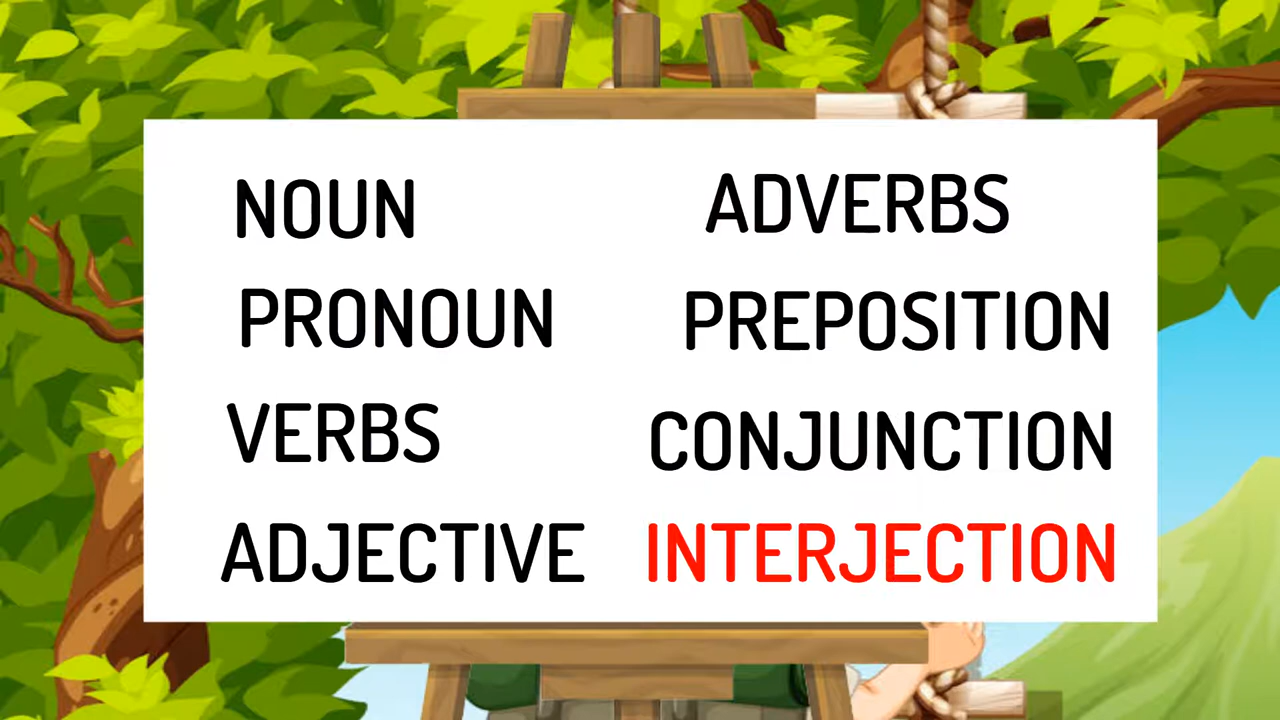 NOUN
PRONOUN
VERBS
ADJECTIVE
ADVERBS
PREPOSITION
CONJUNCTION
INTERJECTION